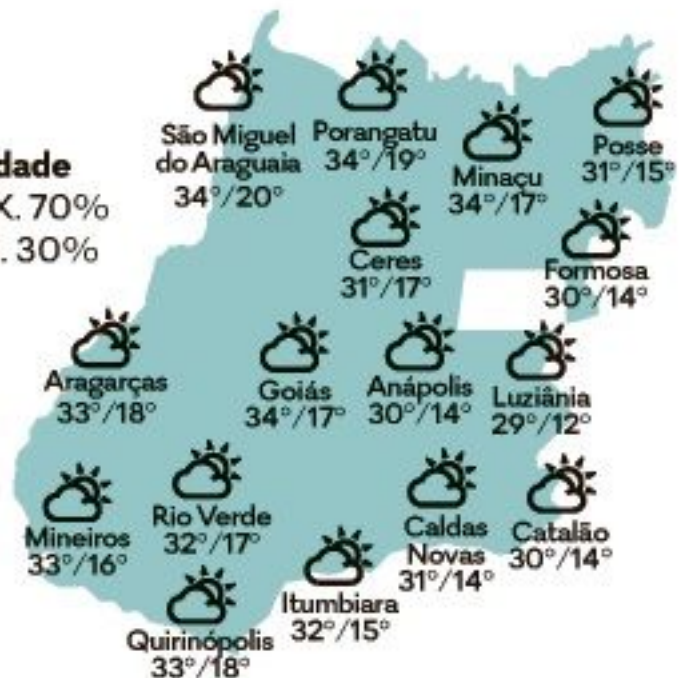 dade
X. 70%
. 30%
São Miguel
do Araguaia
34°/20°
Porangatu
34°/19°
Minaçu
34°/17°
Posse
31°/15°
Ceres
31°/17°
Formosa
30°/14°
Aragarças
33°/18°
Goiás
34°/17°
Anápolis
30°/14°
Luziânia
29°/12°
Mineiros
33°/16°
Rio Verde
32°/17°
Caldas
Novas
31°/14°
Catalão
30°/14°
Itumbiara
32°/15°
Quirinópolis
33°/18°